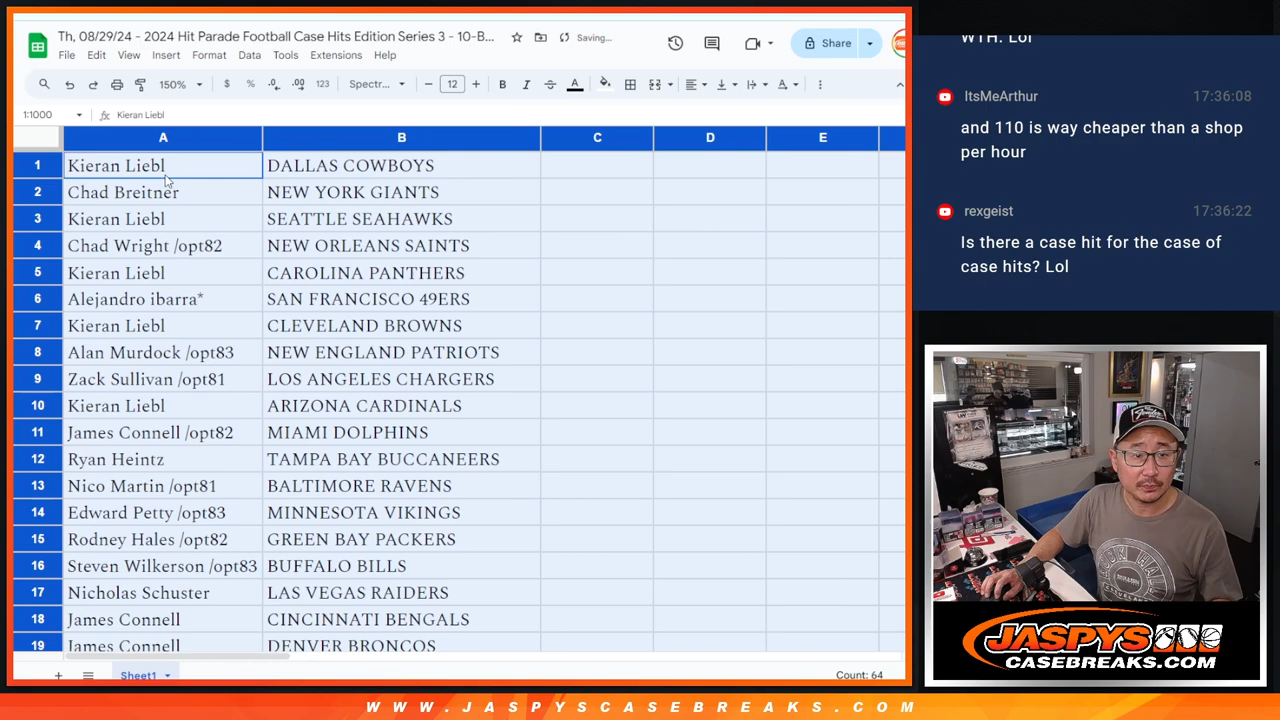 Th, 08/29/24 - 2024 Hit Parade Football Case Hits Edition Series 3 - 10-B...
Saving...
Share
File Edit View Insert Format Data Tools Extensions Help
150% $ % .0 .00 123 Spectr... − 12 + B I A
1:1000 fx Kieran Liebl
A B C D E
1 Kieran Liebl DALLAS COWBOYS
2 Chad Breitner NEW YORK GIANTS
3 Kieran Liebl SEATTLE SEAHAWKS
4 Chad Wright /opt82 NEW ORLEANS SAINTS
5 Kieran Liebl CAROLINA PANTHERS
6 Alejandro ibarra* SAN FRANCISCO 49ERS
7 Kieran Liebl CLEVELAND BROWNS
8 Alan Murdock /opt83 NEW ENGLAND PATRIOTS
9 Zack Sullivan /opt81 LOS ANGELES CHARGERS
10 Kieran Liebl ARIZONA CARDINALS
11 James Connell /opt82 MIAMI DOLPHINS
12 Ryan Heintz TAMPA BAY BUCCANEERS
13 Nico Martin /opt81 BALTIMORE RAVENS
14 Edward Petty /opt83 MINNESOTA VIKINGS
15 Rodney Hales /opt82 GREEN BAY PACKERS
16 Steven Wilkerson /opt83 BUFFALO BILLS
17 Nicholas Schuster LAS VEGAS RAIDERS
18 James Connell CINCINNATI BENGALS
19 James Connell DENVER BRONCOS
+ Sheet1 Count: 64
WTH. Lol
ItsMeArthur 17:36:08
and 110 is way cheaper than a shop
per hour
rexgeist 17:36:22
Is there a case hit for the case of
case hits? Lol
JASPYS
CASEBREAKS.COM
WWW.JASPYSCASEBREAKS.COM